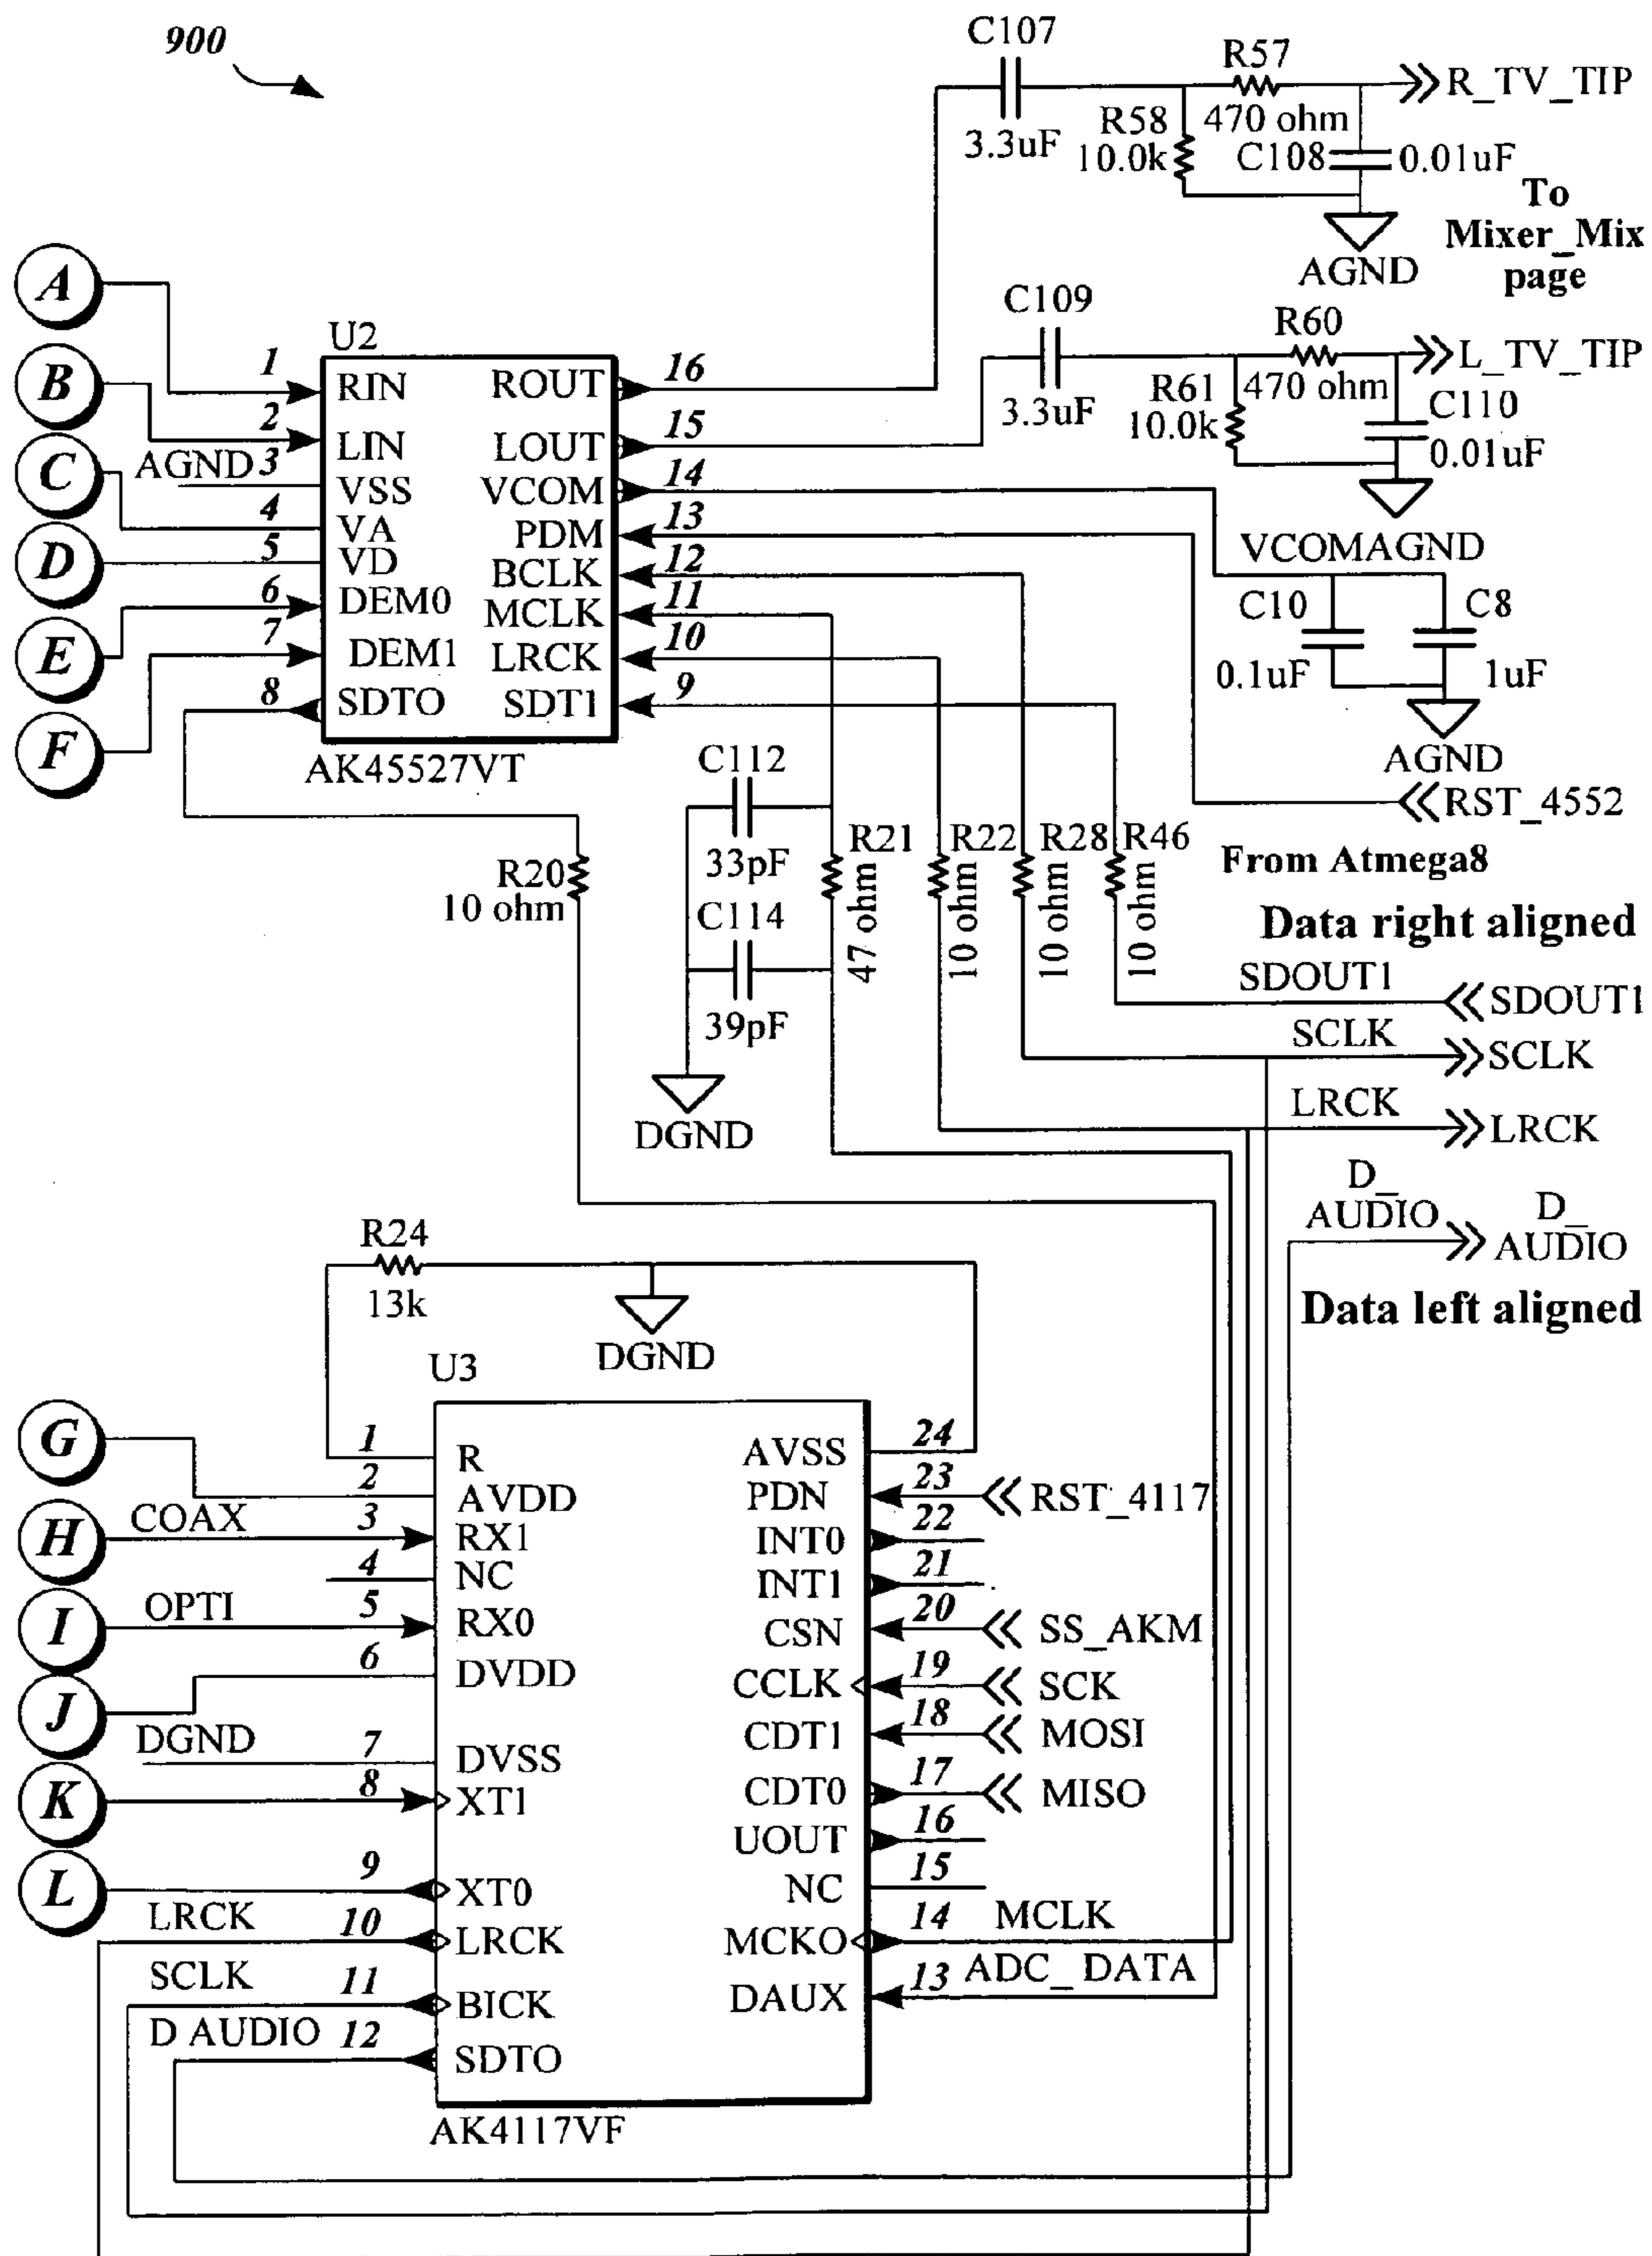 900
C107
3.3uF
R57
470 ohm
R_TV_TIP
R58
10.0k
C108
0.01uF
AGND
To
Mixer_Mix
page
C109
3.3uF
R60
470 ohm
L_TV_TIP
R61
10.0k
C110
0.01uF
VCOMAGND
C10
0.1uF
C8
1uF
AGND
RST_4552
From Atmega8
Data right aligned
A
B
C
D
E
F
AGND
U2
1 RIN
2 LIN
3 VSS
4 VA
5 VD
6 DEM0
7 DEM1
8 SDTO
ROUT 16
LOUT 15
VCOM 14
PDM 13
BCLK 12
MCLK 11
LRCK 10
SDT1 9
AK45527VT
R20
10 ohm
C112
33pF
C114
39pF
DGND
R21
47 ohm
R22
10 ohm
R28
10 ohm
R46
10 ohm
SDOUT1
SDOUT1
SCLK
SCLK
LRCK
LRCK
D_
AUDIO
D_
AUDIO
Data left aligned
R24
13k
DGND
U3
G
H
I
J
K
L
COAX
OPTI
DGND
LRCK
SCLK
D AUDIO
1 R
2 AVDD
3 RX1
4 NC
5 RX0
6 DVDD
7 DVSS
8 XT1
9 XT0
10 LRCK
11 BICK
12 SDTO
AVSS 24
PDN 23 RST_4117
INT0 22
INT1 21
CSN 20 SS_AKM
CCLK 19 SCK
CDT1 18 MOSI
CDT0 17 MISO
UOUT 16
NC 15
MCKO 14 MCLK
DAUX 13 ADC_ DATA
AK4117VF